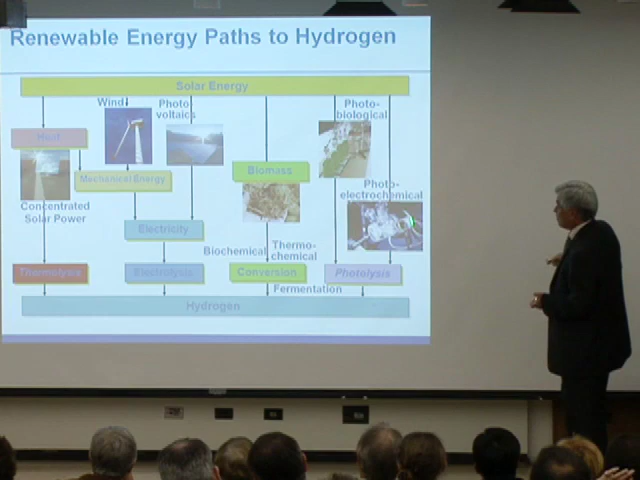 Renewable Energy Paths to Hydrogen
Solar Energy
Wind
Photo
voltaics
Photo-
biological
Heat
Mechanical Energy
Biomass
Photo-
electrochemical
Concentrated
Solar Power
Electricity
Biochemical
Thermo-
chemical
Thermolysis
Electrolysis
Conversion
Photolysis
Fermentation
Hydrogen